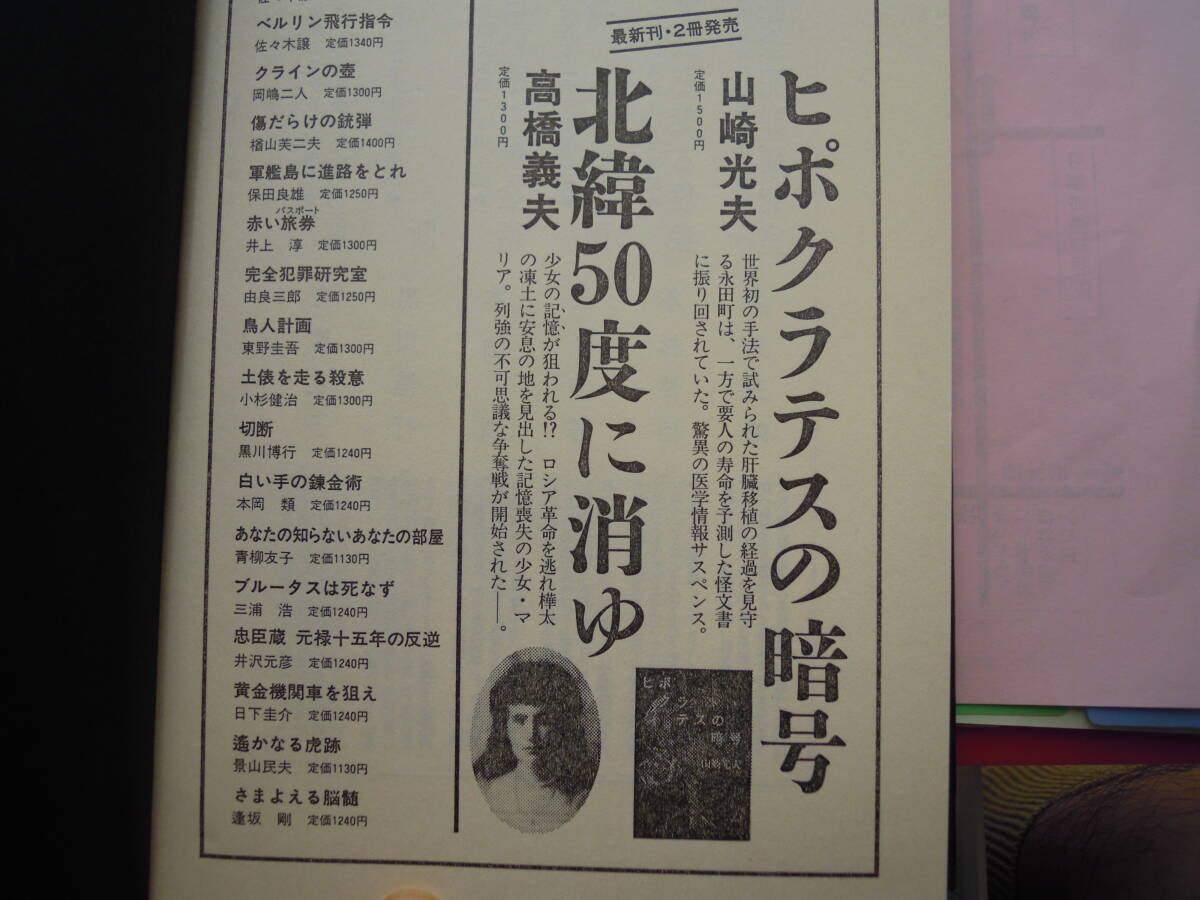 最新刊・2冊発売
ヒポクラテスの暗号
山崎光夫
定価1500円
世界初の手法で試みられた肝臓移植の経過を見守
る永田町は、一方で要人の寿命を予測した怪文書
に振り回されていた。驚異の医学情報サスペンス。
北緯50度に消ゆ
高橋義夫
定価1300円
少女の記憶が狙われる!? ロシア革命を逃れ樺太
の凍土に安息の地を見出した記憶喪失の少女・マ
リア。列強の不可思議な争奪戦が開始された──。
ヒポ
クラ
テスの
暗号
山崎光夫
ベルリン飛行指令
佐々木譲 定価1340円
クラインの壺
岡嶋二人 定価1300円
傷だらけの銃弾
楢山芙二夫 定価1400円
軍艦島に進路をとれ
保田良雄 定価1250円
パスポート
赤い旅券
井上 淳 定価1300円
完全犯罪研究室
由良三郎 定価1250円
鳥人計画
東野圭吾 定価1300円
土俵を走る殺意
小杉健治 定価1300円
切断
黒川博行 定価1240円
白い手の錬金術
本岡 類 定価1240円
あなたの知らないあなたの部屋
青柳友子 定価1130円
ブルータスは死なず
三浦 浩 定価1240円
忠臣蔵 元禄十五年の反逆
井沢元彦 定価1240円
黄金機関車を狙え
日下圭介 定価1240円
遙かなる虎跡
景山民夫 定価1130円
さまよえる脳髄
逢坂 剛 定価1240円